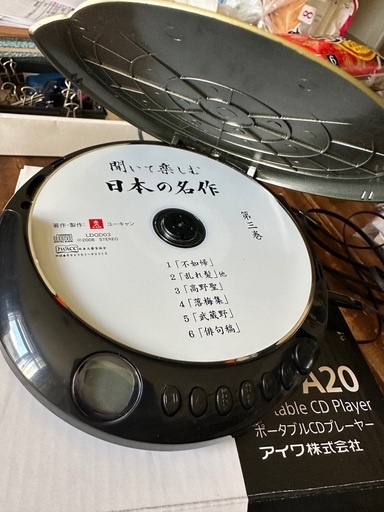 聞いて楽しむ
日本の名作
第三巻
著作・製作: ユーキャン
LDOD03
℗2008 STEREO
1「不如帰」
2「乱れ髪」他
3「高野聖」
4「落梅集」
5「武蔵野」
6「俳句稿」
A20
table CD Player
ポータブルCDプレーヤー
アイワ株式会社